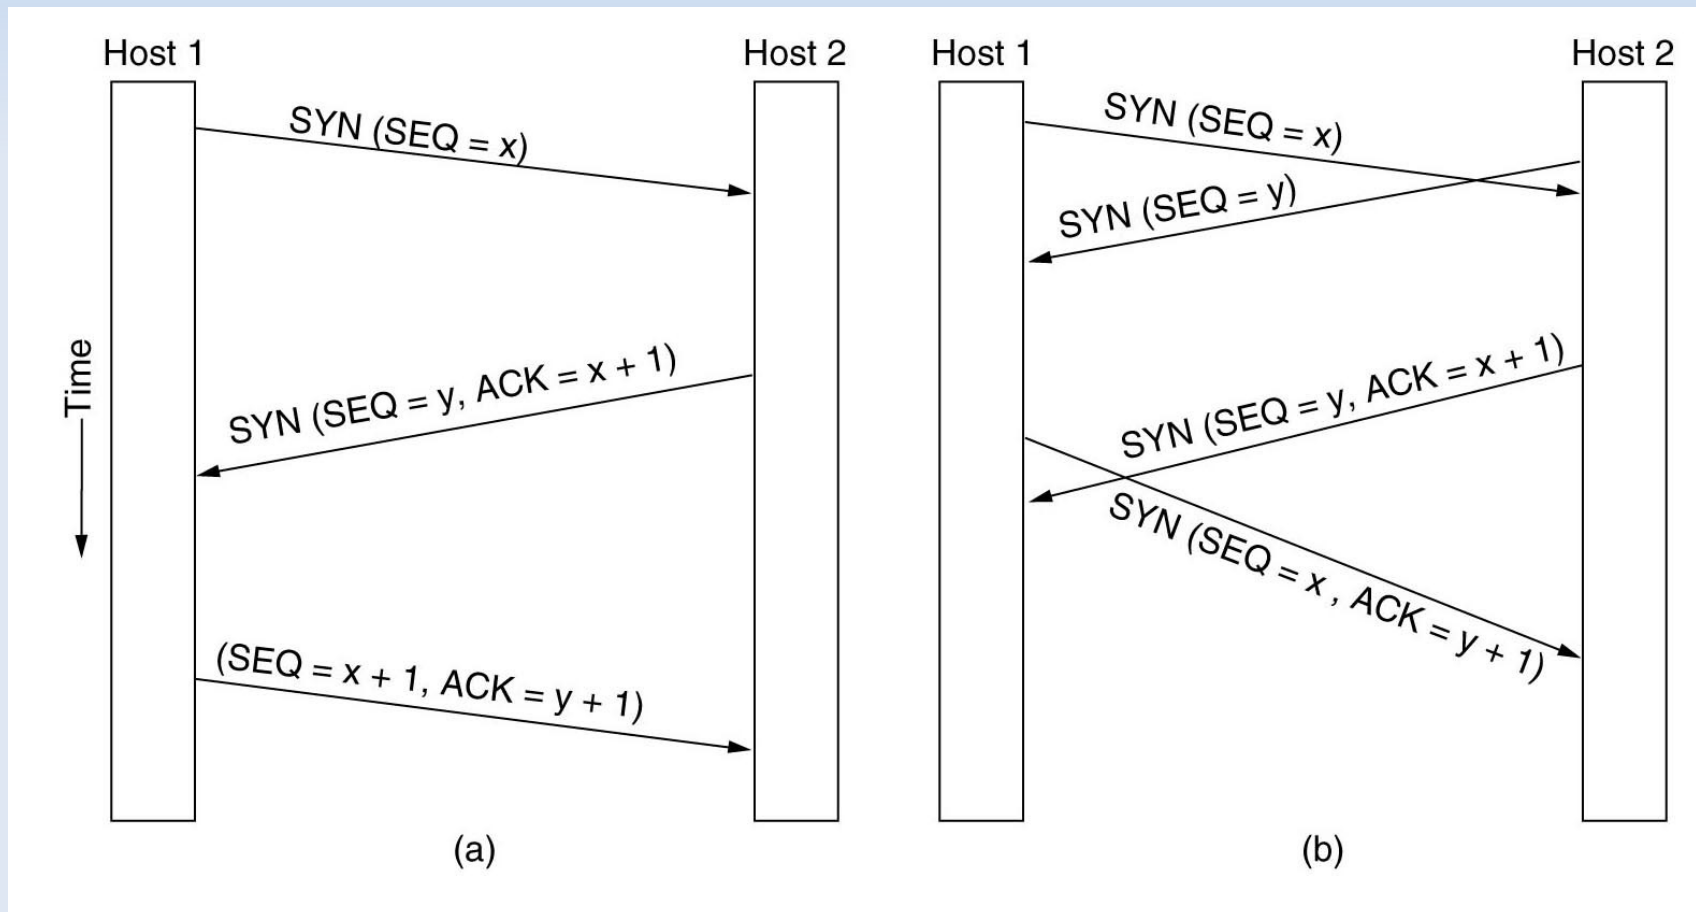 Host 1
Host 2
SYN (SEQ = x)
SYN (SEQ = y, ACK = x + 1)
(SEQ = x + 1, ACK = y + 1)
Time
(a)
Host 1
Host 2
SYN (SEQ = x)
SYN (SEQ = y)
SYN (SEQ = y, ACK = x + 1)
SYN (SEQ = x , ACK = y + 1)
(b)